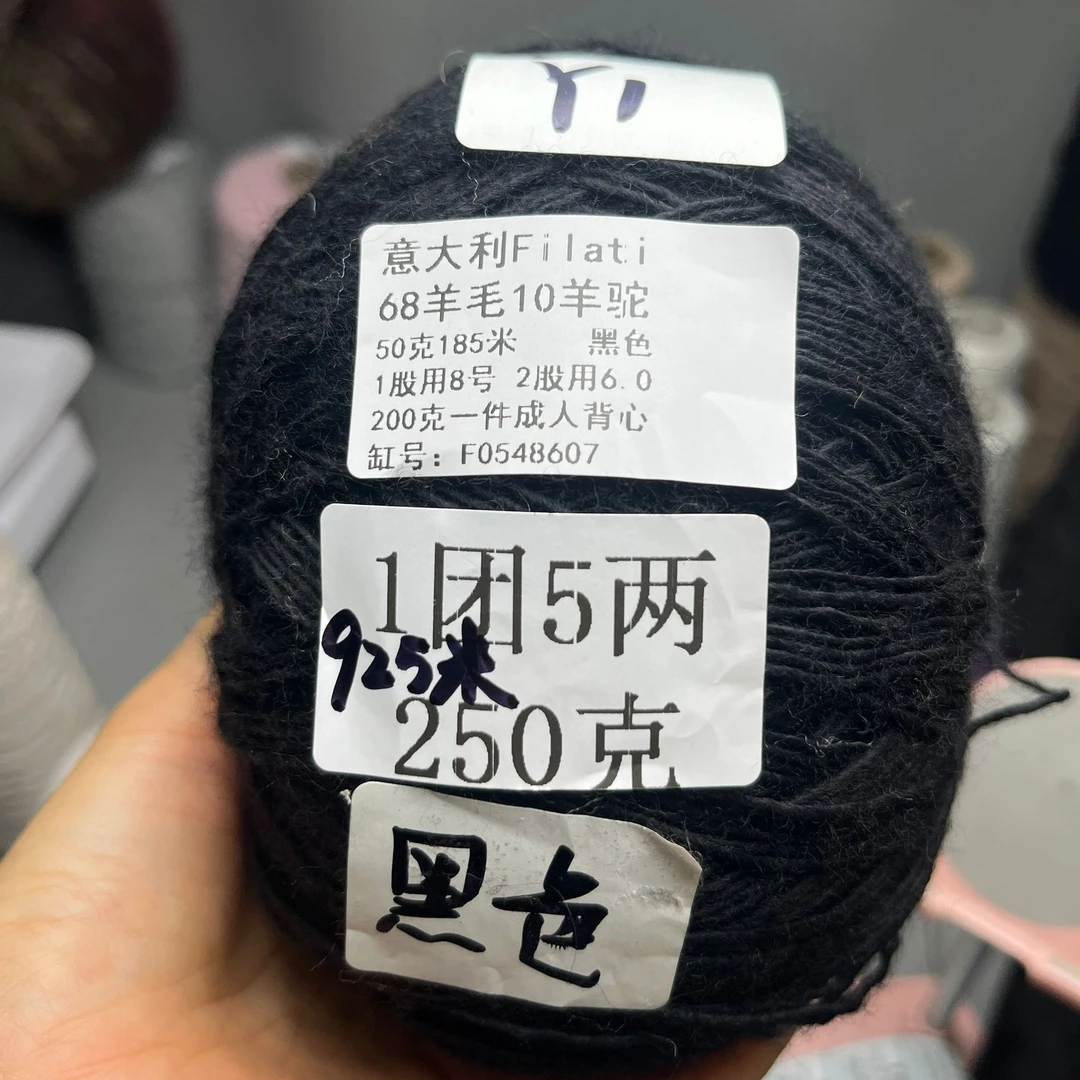 Y1
意大利Filati
68羊毛10羊驼
50克185米 黑色
1股用8号 2股用6.0
200克一件成人背心
缸号：F0548607
1团5两
925米
250克
黑色